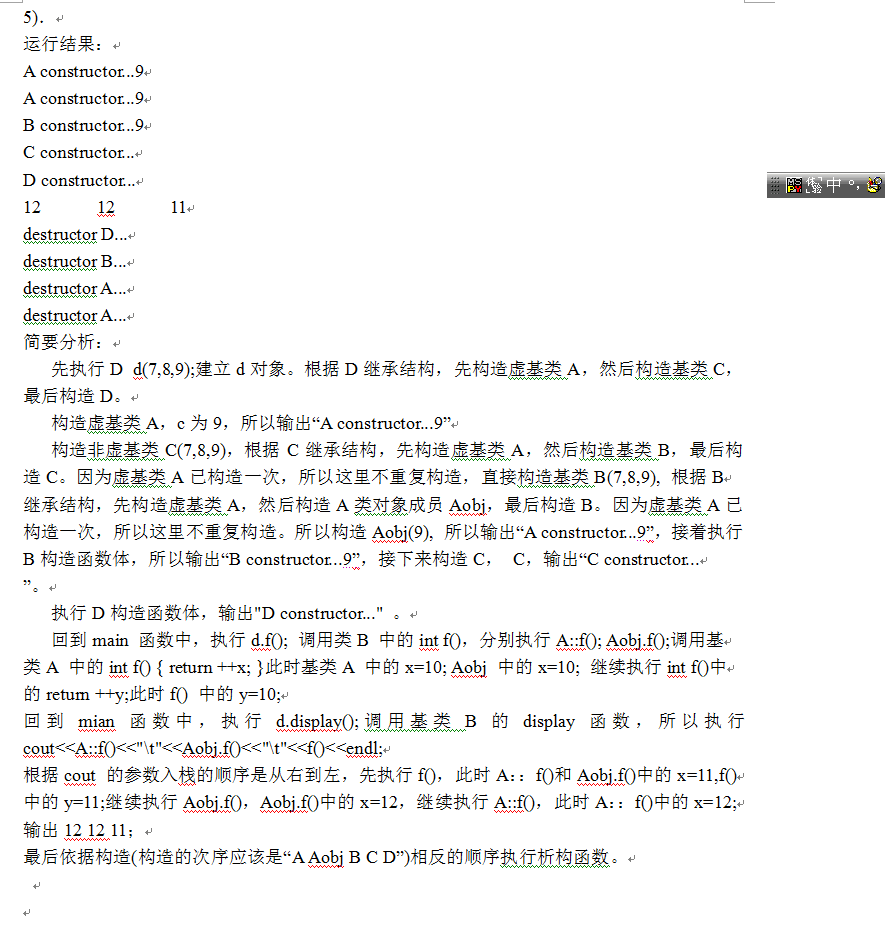 5).
运行结果：
A constructor...9
A constructor...9
B constructor...9
C constructor...
D constructor...
12 12 11
destructor D...
destructor B...
destructor A...
destructor A...
简要分析：
先执行 D d(7,8,9);建立 d 对象。根据 D 继承结构，先构造虚基类 A，然后构造基类 C，
最后构造 D。
构造虚基类 A，c 为 9，所以输出“A constructor...9”
构造非虚基类 C(7,8,9)，根据 C 继承结构，先构造虚基类 A，然后构造基类 B，最后构
造 C。因为虚基类 A 已构造一次，所以这里不重复构造，直接构造基类 B(7,8,9), 根据 B
继承结构，先构造虚基类 A，然后构造 A 类对象成员 Aobj，最后构造 B。因为虚基类 A 已
构造一次，所以这里不重复构造。所以构造 Aobj(9), 所以输出“A constructor...9”，接着执行
B 构造函数体，所以输出“B constructor...9”，接下来构造 C， C，输出“C constructor...
”。
执行 D 构造函数体，输出"D constructor..." 。
回到 main 函数中，执行 d.f(); 调用类 B 中的 int f()，分别执行 A::f(); Aobj.f();调用基
类 A 中的 int f() { return ++x; }此时基类 A 中的 x=10; Aobj 中的 x=10; 继续执行 int f()中
的 return ++y;此时 f() 中的 y=10;
回到 mian 函数中，执行 d.display();调用基类 B 的 display 函数，所以执行
cout<<A::f()<<"\t"<<Aobj.f()<<"\t"<<f()<<endl;
根据 cout 的参数入栈的顺序是从右到左，先执行 f()，此时 A：：f()和 Aobj.f()中的 x=11,f()
中的 y=11;继续执行 Aobj.f()，Aobj.f()中的 x=12，继续执行 A::f()，此时 A：：f()中的 x=12;
输出 12 12 11；
最后依据构造(构造的次序应该是“A Aobj B C D”)相反的顺序执行析构函数。
中